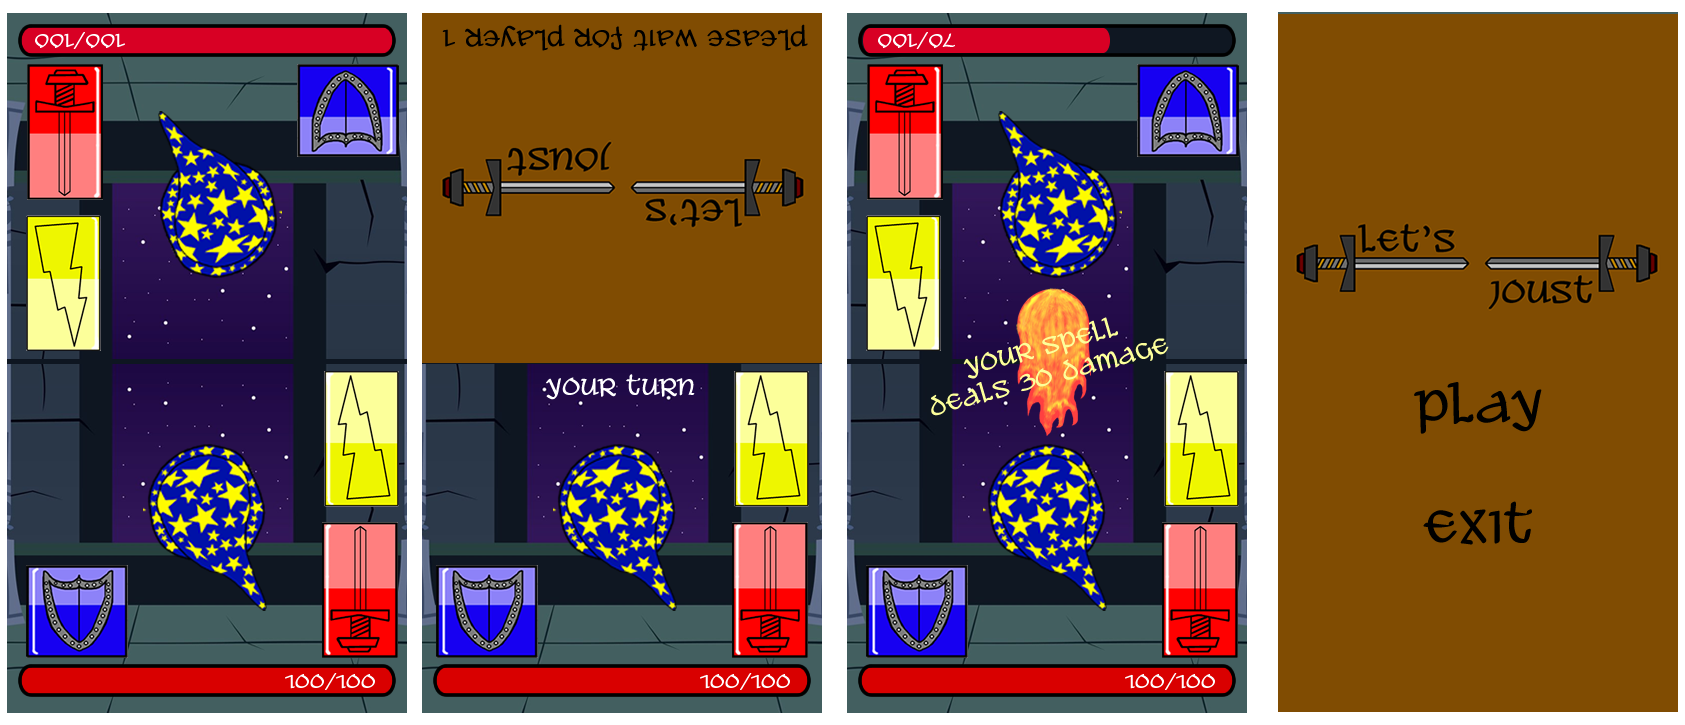 100/100
100/100
please wait for player 1
Let's
Joust
your turn
100/100
70/100
your spell
deals 30 damage
100/100
Let's
Joust
play
exit